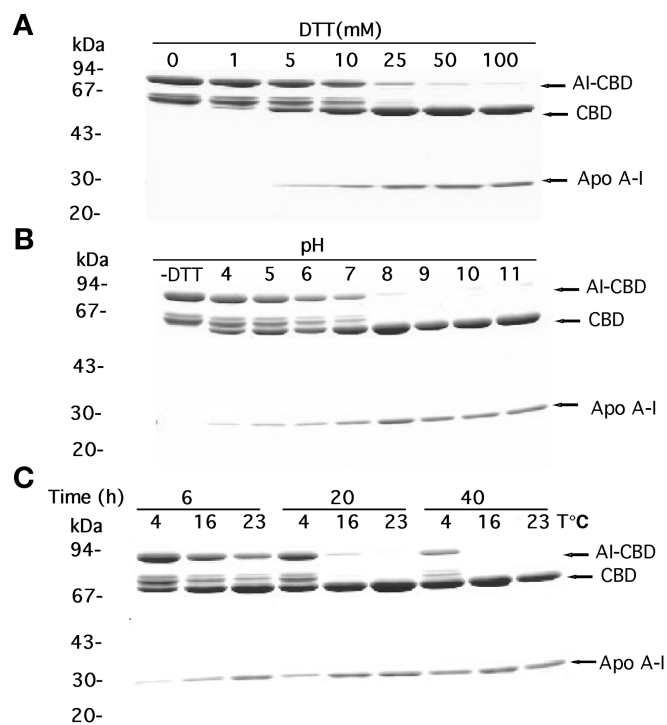 A
DTT(mM)
kDa
0 1 5 10 25 50 100
94-
AI-CBD
67-
CBD
43-
30-
Apo A-I
20-
B
pH
kDa
-DTT 4 5 6 7 8 9 10 11
94-
AI-CBD
67-
CBD
43-
30-
Apo A-I
20-
C
Time (h) 6 20 40
kDa 4 16 23 4 16 23 4 16 23 T°C
94-
AI-CBD
CBD
67-
43-
Apo A-I
30-
20-